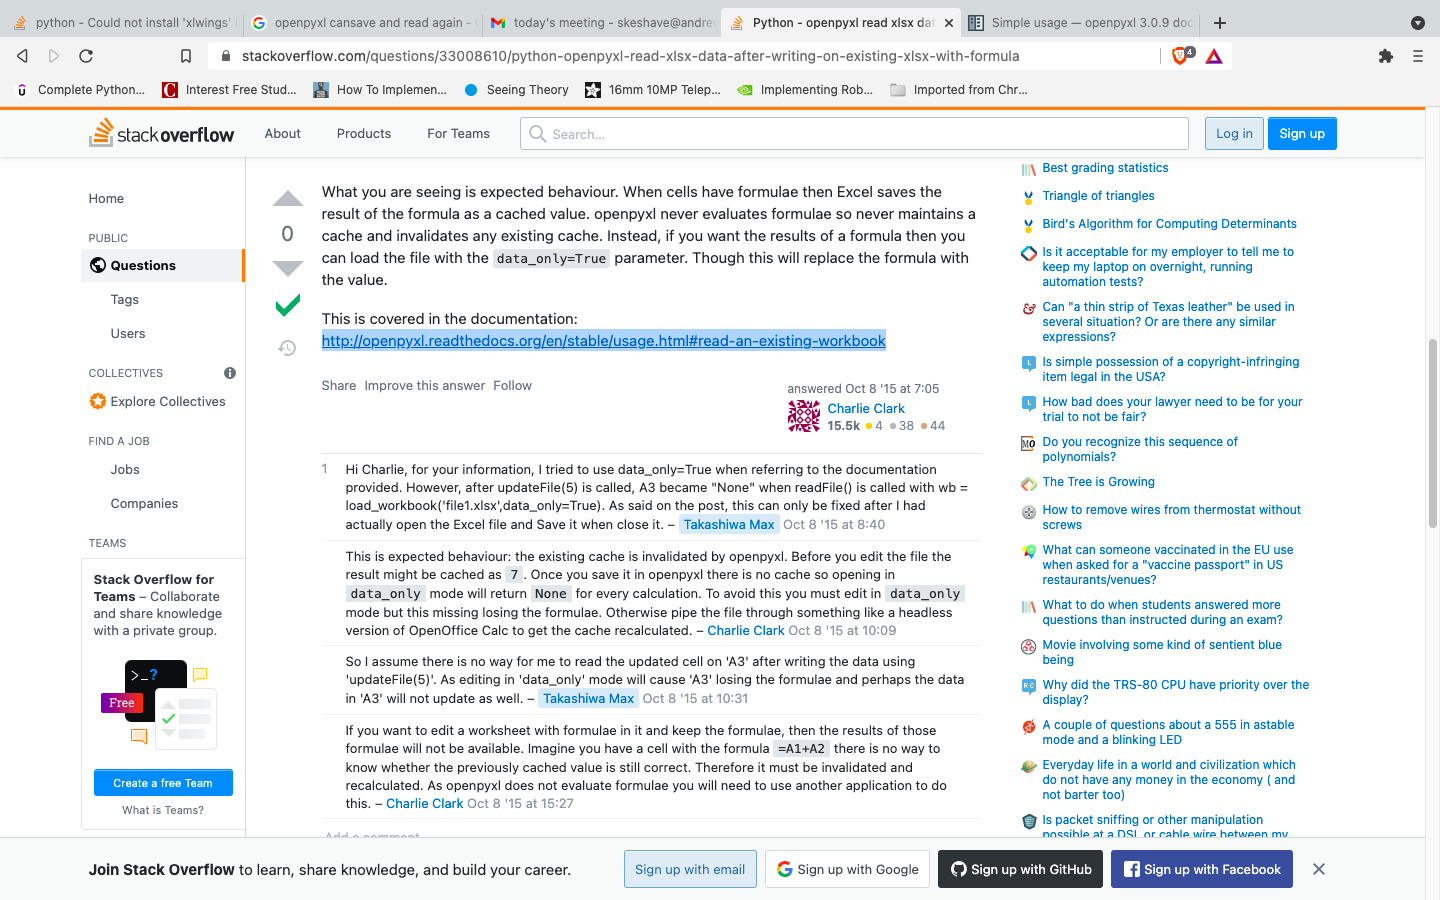 python - Could not install 'xlwings'
openpyxl cansave and read again -
today's meeting - skeshave@andre
Python - openpyxl read xlsx dat
Simple usage — openpyxl 3.0.9 doc
stackoverflow.com/questions/33008610/python-openpyxl-read-xlsx-data-after-writing-on-existing-xlsx-with-formula
4
Complete Python...
Interest Free Stud...
How To Implemen...
Seeing Theory
16mm 10MP Telep...
Implementing Rob...
Imported from Chr...
stackoverflow
About
Products
For Teams
Search...
Log in
Sign up
Home
PUBLIC
Questions
Tags
Users
COLLECTIVES
Explore Collectives
FIND A JOB
Jobs
Companies
TEAMS
Stack Overflow for
Teams – Collaborate
and share knowledge
with a private group.
>_?
Free
Create a free Team
What is Teams?
0
What you are seeing is expected behaviour. When cells have formulae then Excel saves the
result of the formula as a cached value. openpyxl never evaluates formulae so never maintains a
cache and invalidates any existing cache. Instead, if you want the results of a formula then you
can load the file with the data_only=True parameter. Though this will replace the formula with
the value.
This is covered in the documentation:
http://openpyxl.readthedocs.org/en/stable/usage.html#read-an-existing-workbook
Share Improve this answer Follow
answered Oct 8 '15 at 7:05
Charlie Clark
15.5k 4 38 44
1
Hi Charlie, for your information, I tried to use data_only=True when referring to the documentation
provided. However, after updateFile(5) is called, A3 became "None" when readFile() is called with wb =
load_workbook('file1.xlsx',data_only=True). As said on the post, this can only be fixed after I had
actually open the Excel file and Save it when close it. – Takashiwa Max Oct 8 '15 at 8:40
This is expected behaviour: the existing cache is invalidated by openpyxl. Before you edit the file the
result might be cached as 7 . Once you save it in openpyxl there is no cache so opening in
data_only mode will return None for every calculation. To avoid this you must edit in data_only
mode but this missing losing the formulae. Otherwise pipe the file through something like a headless
version of OpenOffice Calc to get the cache recalculated. – Charlie Clark Oct 8 '15 at 10:09
So I assume there is no way for me to read the updated cell on 'A3' after writing the data using
'updateFile(5)'. As editing in 'data_only' mode will cause 'A3' losing the formulae and perhaps the data
in 'A3' will not update as well. – Takashiwa Max Oct 8 '15 at 10:31
If you want to edit a worksheet with formulae in it and keep the formulae, then the results of those
formulae will not be available. Imagine you have a cell with the formula =A1+A2 there is no way to
know whether the previously cached value is still correct. Therefore it must be invalidated and
recalculated. As openpyxl does not evaluate formulae you will need to use another application to do
this. – Charlie Clark Oct 8 '15 at 15:27
Add a comment
Best grading statistics
Triangle of triangles
Bird's Algorithm for Computing Determinants
Is it acceptable for my employer to tell me to
keep my laptop on overnight, running
automation tests?
Can "a thin strip of Texas leather" be used in
several situation? Or are there any similar
expressions?
Is simple possession of a copyright-infringing
item legal in the USA?
How bad does your lawyer need to be for your
trial to not be fair?
Do you recognize this sequence of
polynomials?
The Tree is Growing
How to remove wires from thermostat without
screws
What can someone vaccinated in the EU use
when asked for a "vaccine passport" in US
restaurants/venues?
What to do when students answered more
questions than instructed during an exam?
Movie involving some kind of sentient blue
being
Why did the TRS-80 CPU have priority over the
display?
A couple of questions about a 555 in astable
mode and a blinking LED
Everyday life in a world and civilization which
do not have any money in the economy ( and
not barter too)
Is packet sniffing or other manipulation
possible at a DSL or cable wire between my
Join Stack Overflow to learn, share knowledge, and build your career.
Sign up with email
Sign up with Google
Sign up with GitHub
Sign up with Facebook